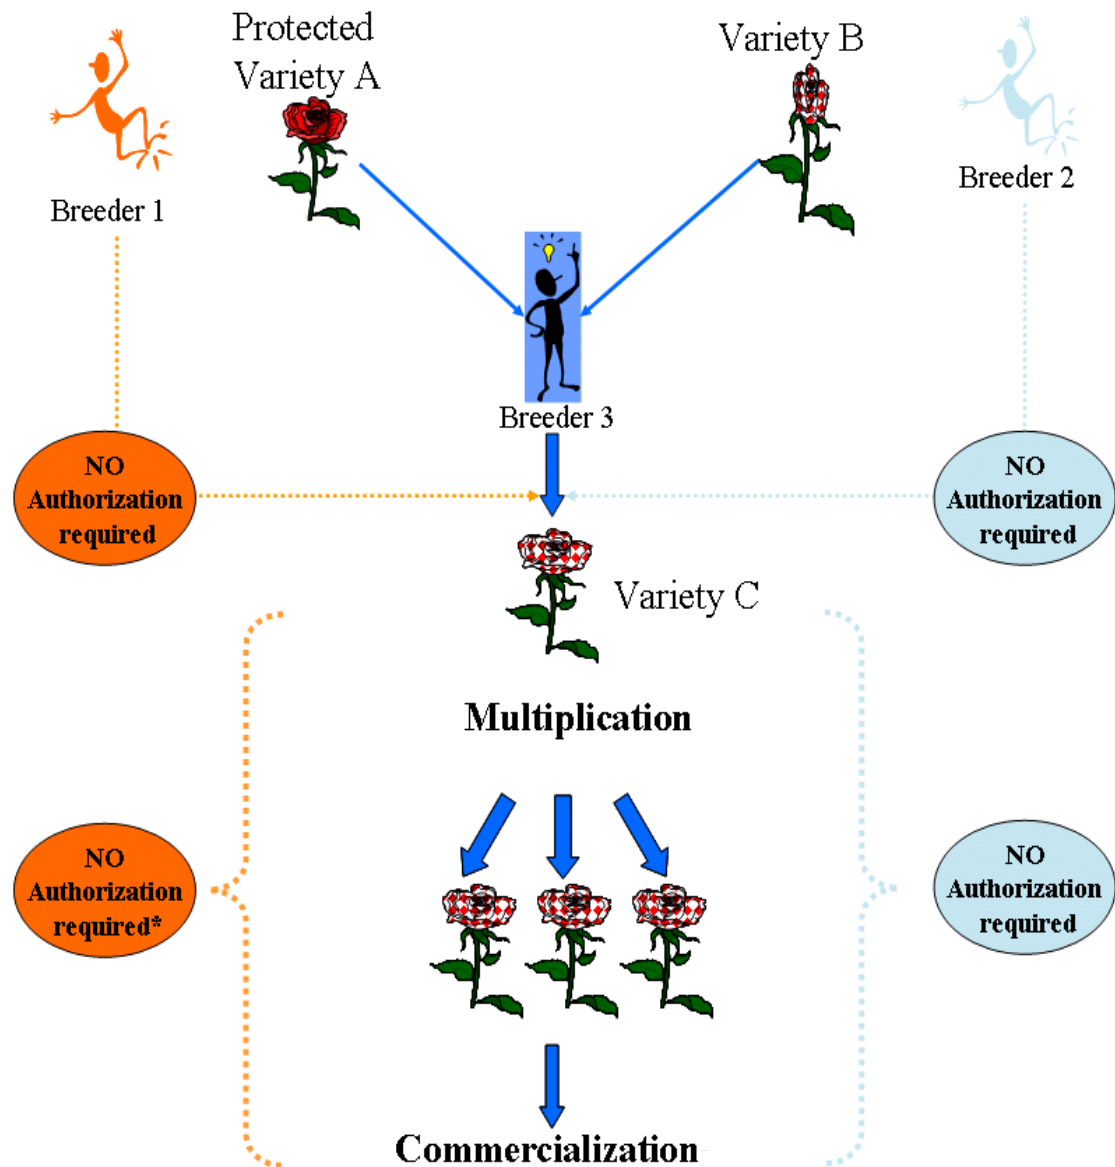 Protected
Variety A
Variety B
Breeder 1
Breeder 2
Breeder 3
NO
Authorization
required
NO
Authorization
required
Variety C
Multiplication
NO
Authorization
required*
NO
Authorization
required
Commercialization